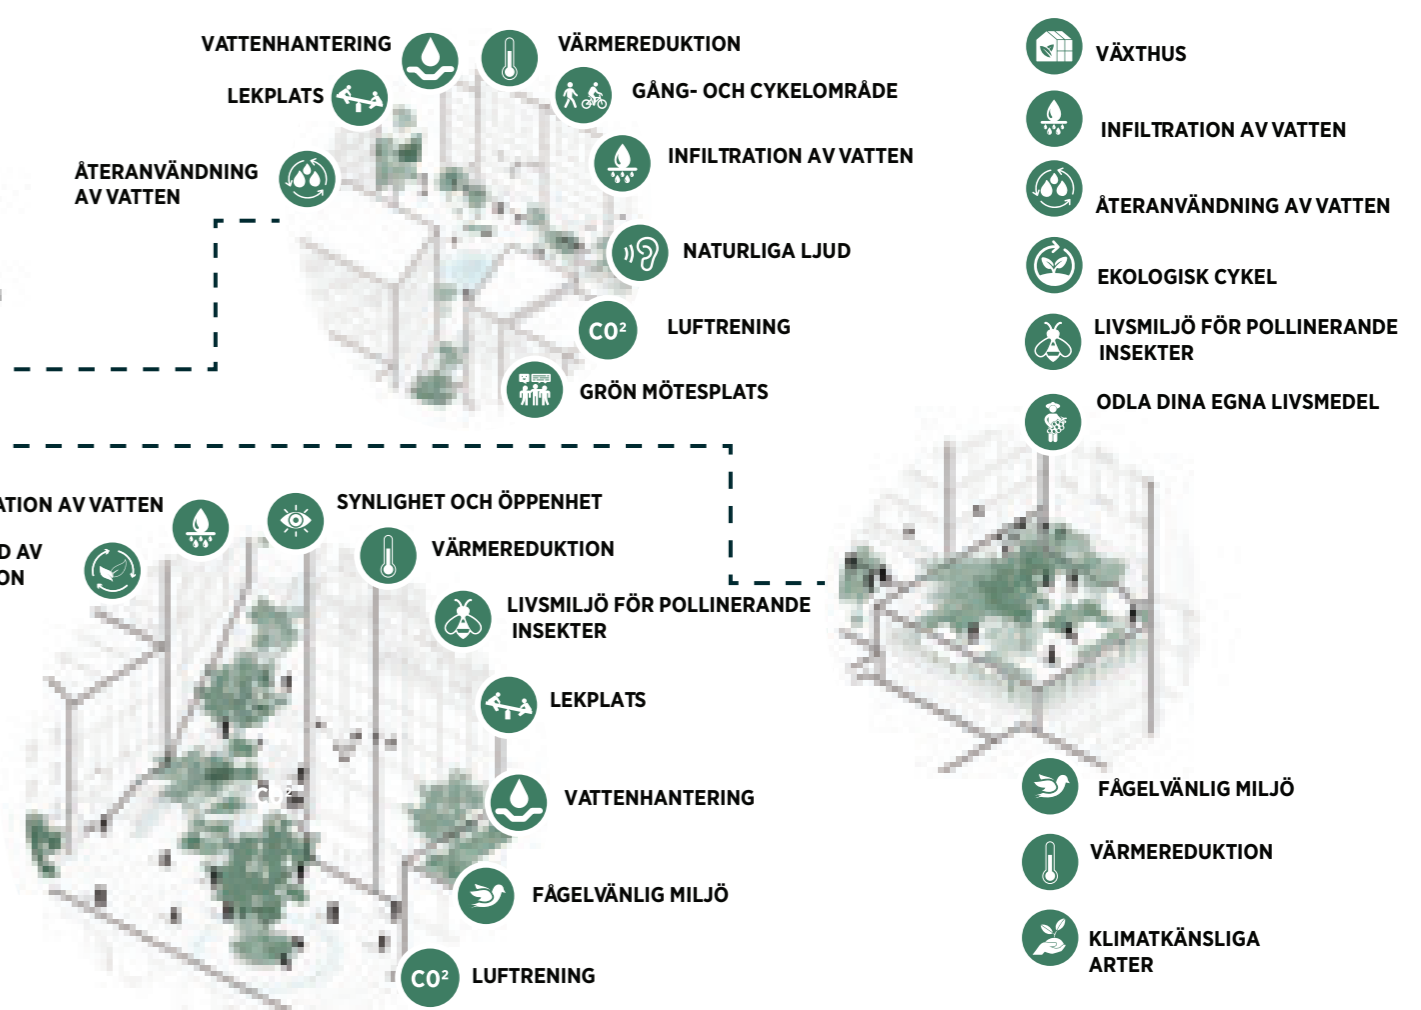 VATTENHANTERING
VÄRMEREDUKTION
LEKPLATS
GÅNG- OCH CYKELOMRÅDE
INFILTRATION AV VATTEN
ÅTERANVÄNDNING
AV VATTEN
NATURLIGA LJUD
CO²
LUFTRENING
GRÖN MÖTESPLATS
VÄXTHUS
INFILTRATION AV VATTEN
ÅTERANVÄNDNING AV VATTEN
EKOLOGISK CYKEL
LIVSMILJÖ FÖR POLLINERANDE
INSEKTER
ODLA DINA EGNA LIVSMEDEL
ATION AV VATTEN
D AV
ON
SYNLIGHET OCH ÖPPENHET
VÄRMEREDUKTION
LIVSMILJÖ FÖR POLLINERANDE
INSEKTER
LEKPLATS
VATTENHANTERING
CO²
FÅGELVÄNLIG MILJÖ
CO²
LUFTRENING
FÅGELVÄNLIG MILJÖ
VÄRMEREDUKTION
KLIMATKÄNSLIGA
ARTER